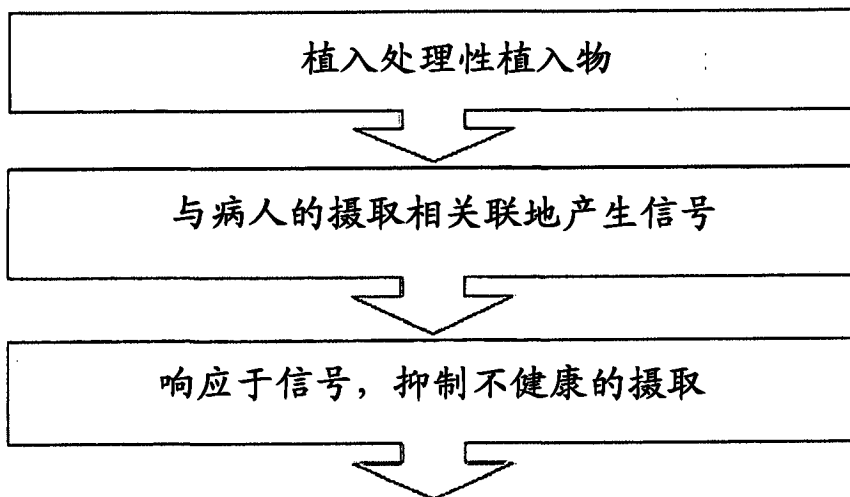 植入处理性植入物
与病人的摄取相关联地产生信号
响应于信号，抑制不健康的摄取